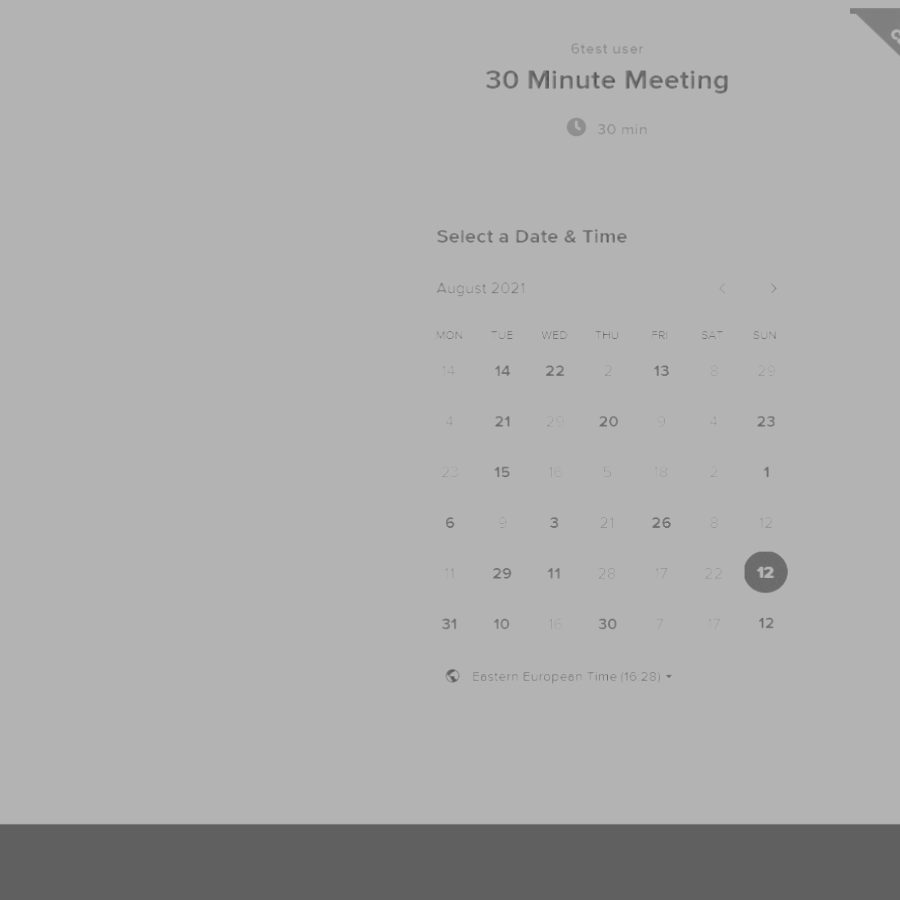 6test user
30 Minute Meeting
30 min
Select a Date & Time
August 2021
MON TUE WED THU FRI SAT SUN
14 14 22 2 13 8 29
4 21 29 20 9 4 23
23 15 16 5 18 2 1
6 9 3 21 26 8 12
11 29 11 28 17 22 12
31 10 16 30 7 17 12
Eastern European Time (16:28)